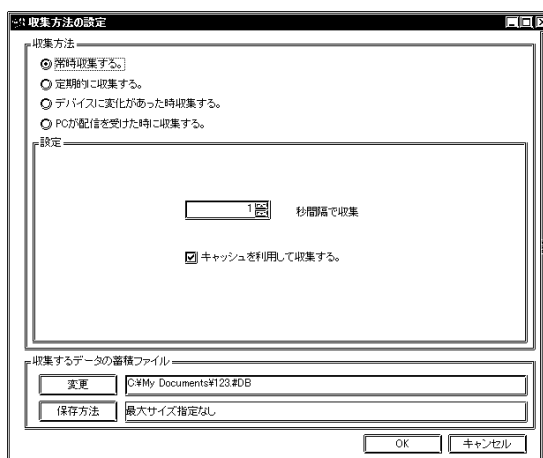 収集方法の設定
収集方法
常時収集する。
定期的に収集する。
デバイスに変化があった時収集する。
PCが配信を受けた時に収集する。
設定
1 秒間隔で収集
キャッシュを利用して収集する。
収集するデータの蓄積ファイル
変更 C:¥My Documents¥123.#DB
保存方法 最大サイズ指定なし
OK キャンセル